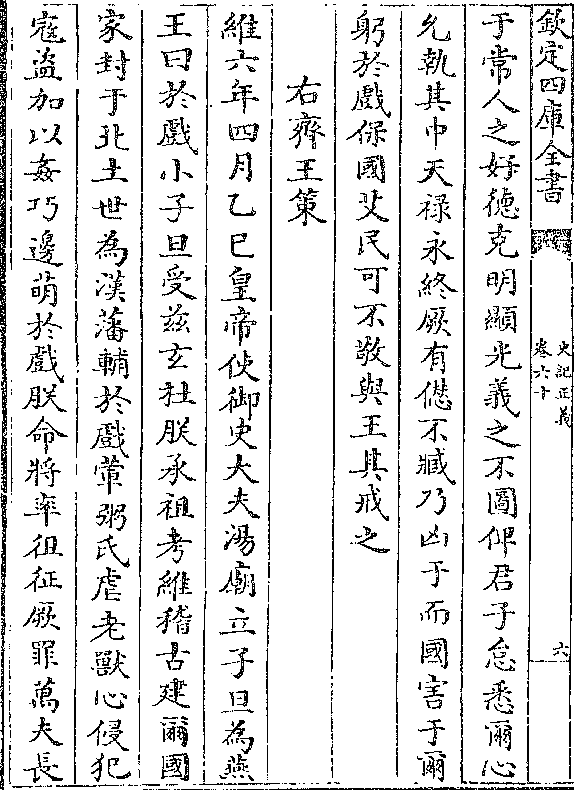 欽定四庫全書
史記正義
卷六十
六
于常人之好德克明顯光義之不圖俾君子怠悉爾心
允執其中天祿永終厥有愆不臧乃凶于而國害于爾
躬於戲保國艾民可不敬與王其戒之
右齊王策
維六年四月乙巳皇帝使御史大夫湯廟立子旦為燕
王曰於戲小子旦受兹玄社朕承祖考維稽古建爾國
家封于北土世為漢藩輔於戲葷粥氏虐老獸心侵犯
寇盗加以姦巧邊萌於戲朕命將率徂征厥罪萬夫長